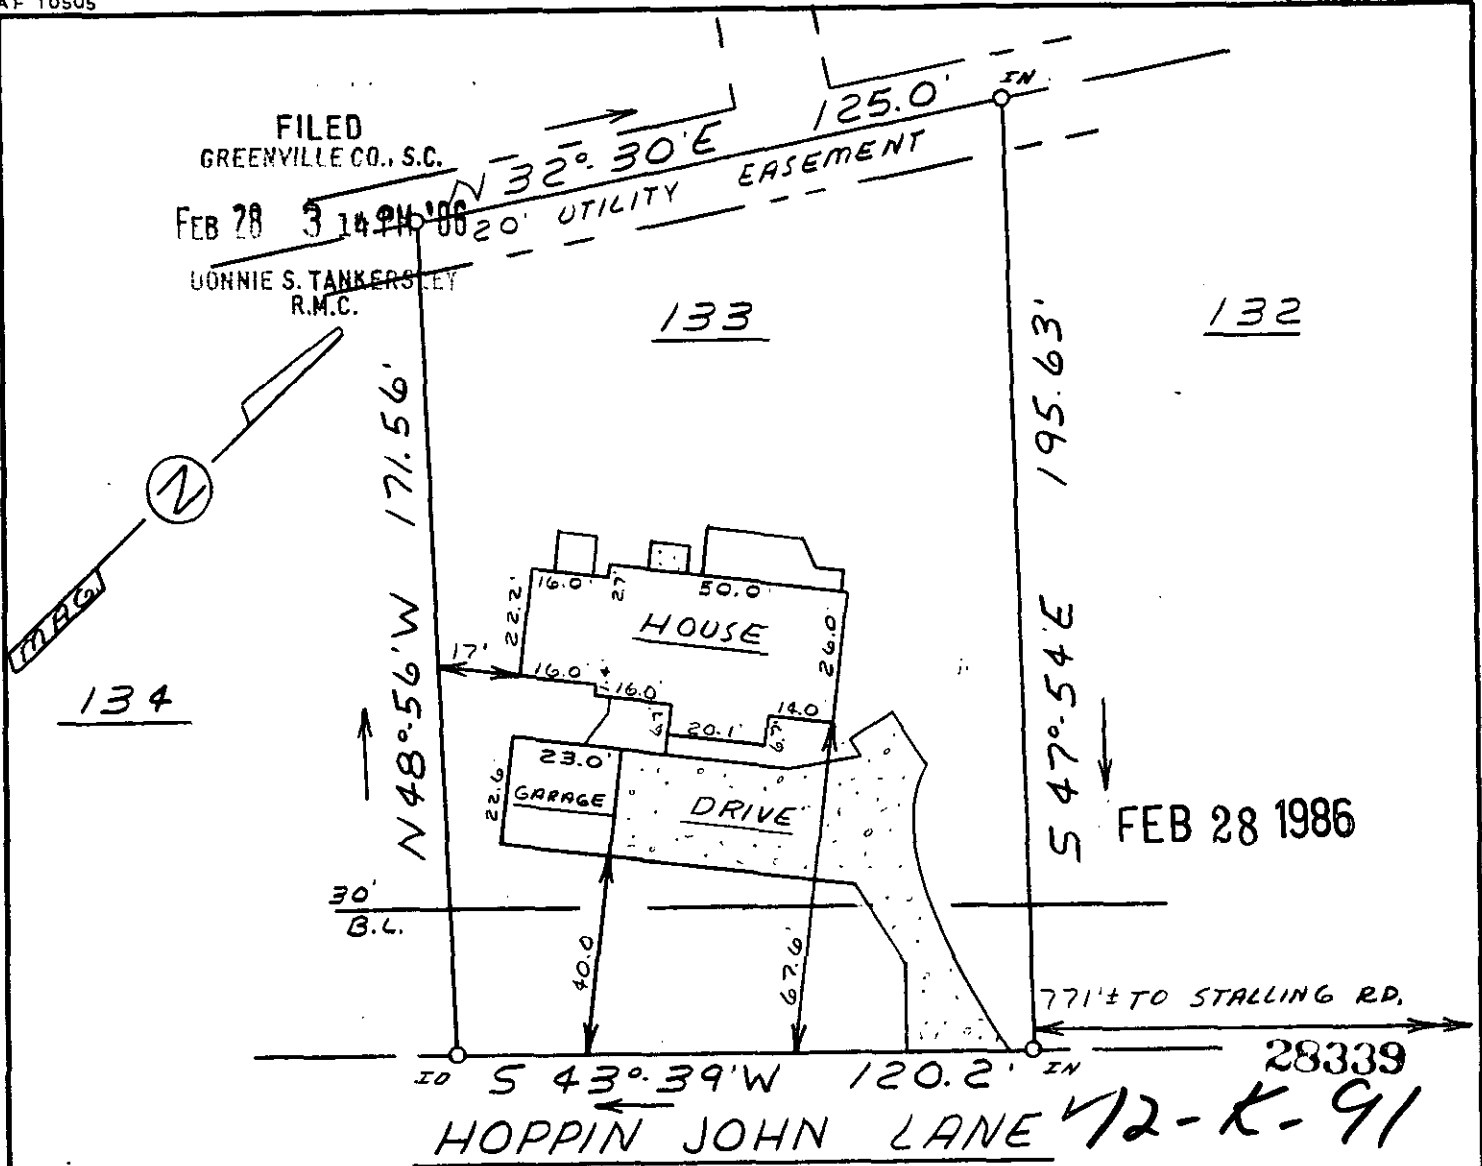 FILED
GREENVILLE CO., S.C.
FEB 28 3 14 PM '86
DONNIE S. TANKERSLEY
R.M.C.
N 32°-30'E 125.0'
IN
20' UTILITY EASEMENT
133
132
134
N
MAG.
N 48°-56'W 171.56'
S 47°-54'E 195.63'
16.0'
2.7'
50.0'
22.2'
HOUSE
26.0'
17'
16.0'
16.0'
6.7'
20.1'
6.7'
14.0'
23.0'
22.6
GARAGE
DRIVE
FEB 28 1986
30'
B.L.
40.0
67.6'
771'± TO STALLING RD.
28339
IO S 43°-39'W 120.2' IN
HOPPIN JOHN LANE
12-K-91